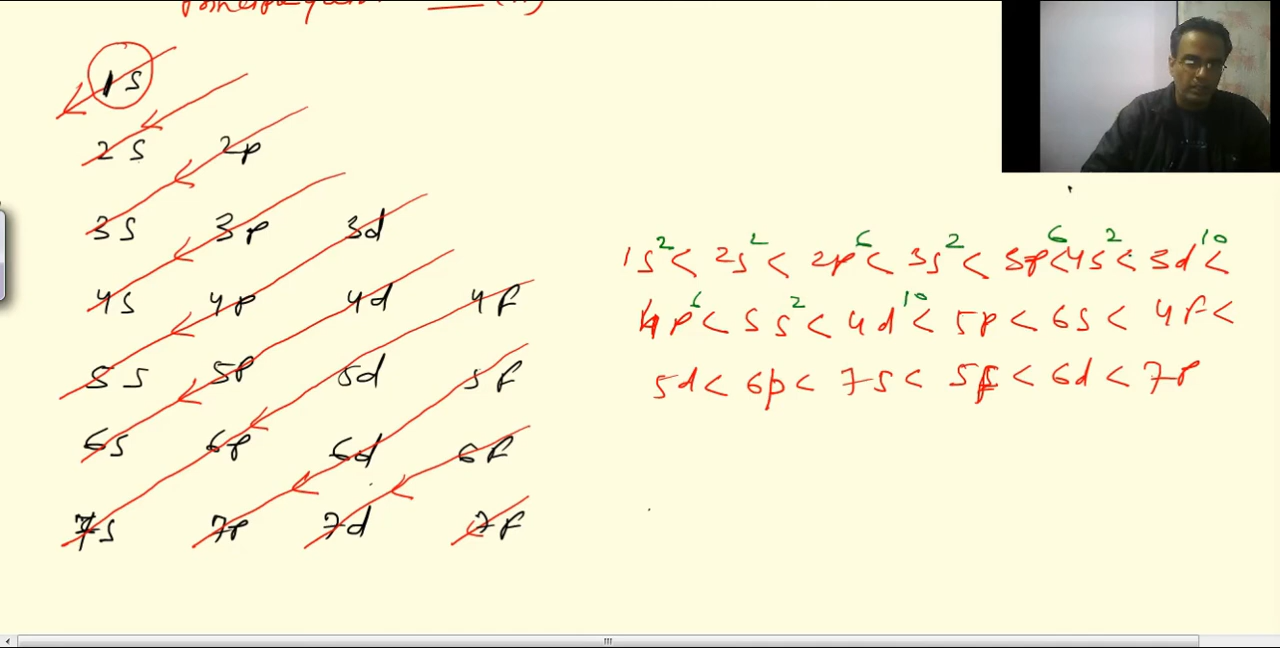 Principal quan (n)
1s
2s 2p
3s 3p 3d
4s 4p 4d 4f
5s 5p 5d 5f
6s 6p 6d 6f
7s 7p 7d 7f
1s² < 2s² < 2p⁶ < 3s² < 3p⁶ < 4s² < 3d¹⁰ <
4p⁶ < 5s² < 4d¹⁰ < 5p < 6s < 4f <
5d < 6p < 7s < 5f < 6d < 7p